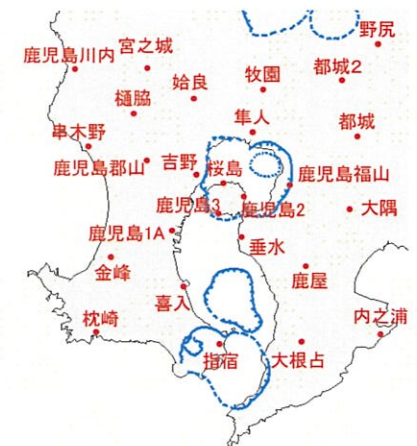 野尻
宮之城
鹿児島川内
都城2
牧園
姶良
樋脇
隼人
都城
串木野
吉野
鹿児島郡山
桜島
鹿児島福山
鹿児島3
鹿児島2
大隅
鹿児島1A
垂水
金峰
鹿屋
喜入
内之浦
枕崎
指宿
大根占